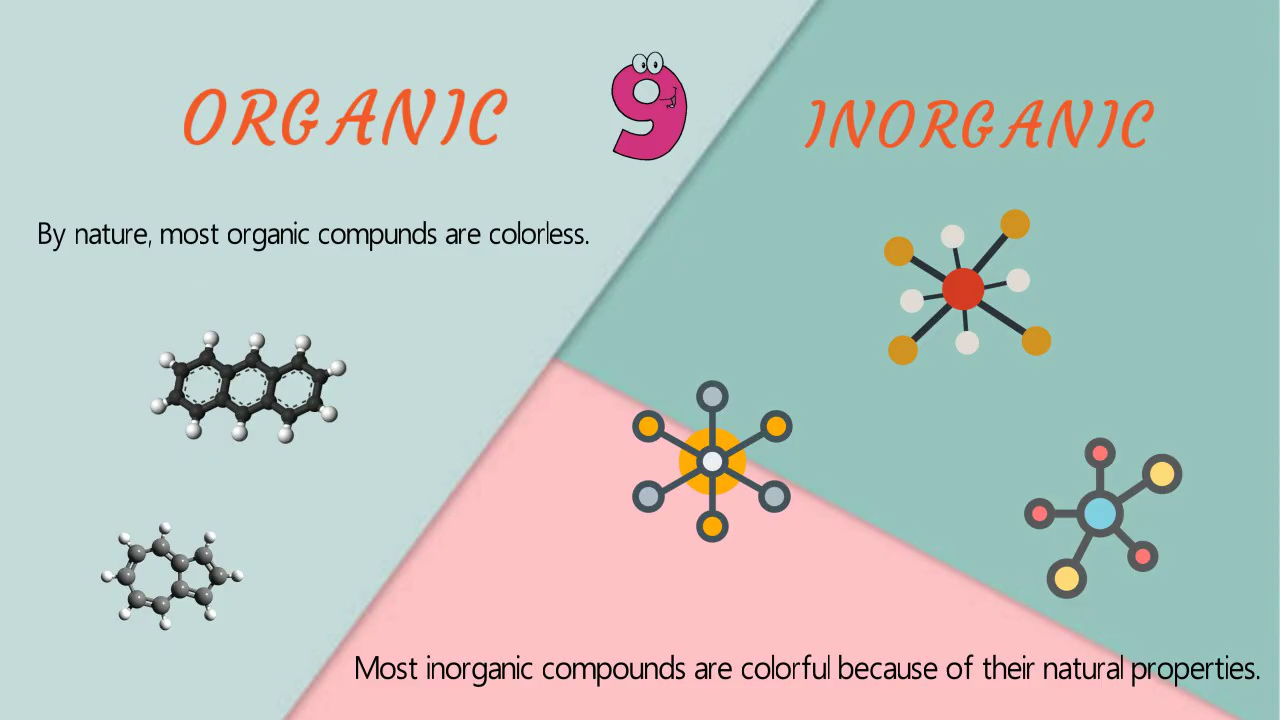 ORGANIC
9
INORGANIC
By nature, most organic compunds are colorless.
Most inorganic compounds are colorful because of their natural properties.